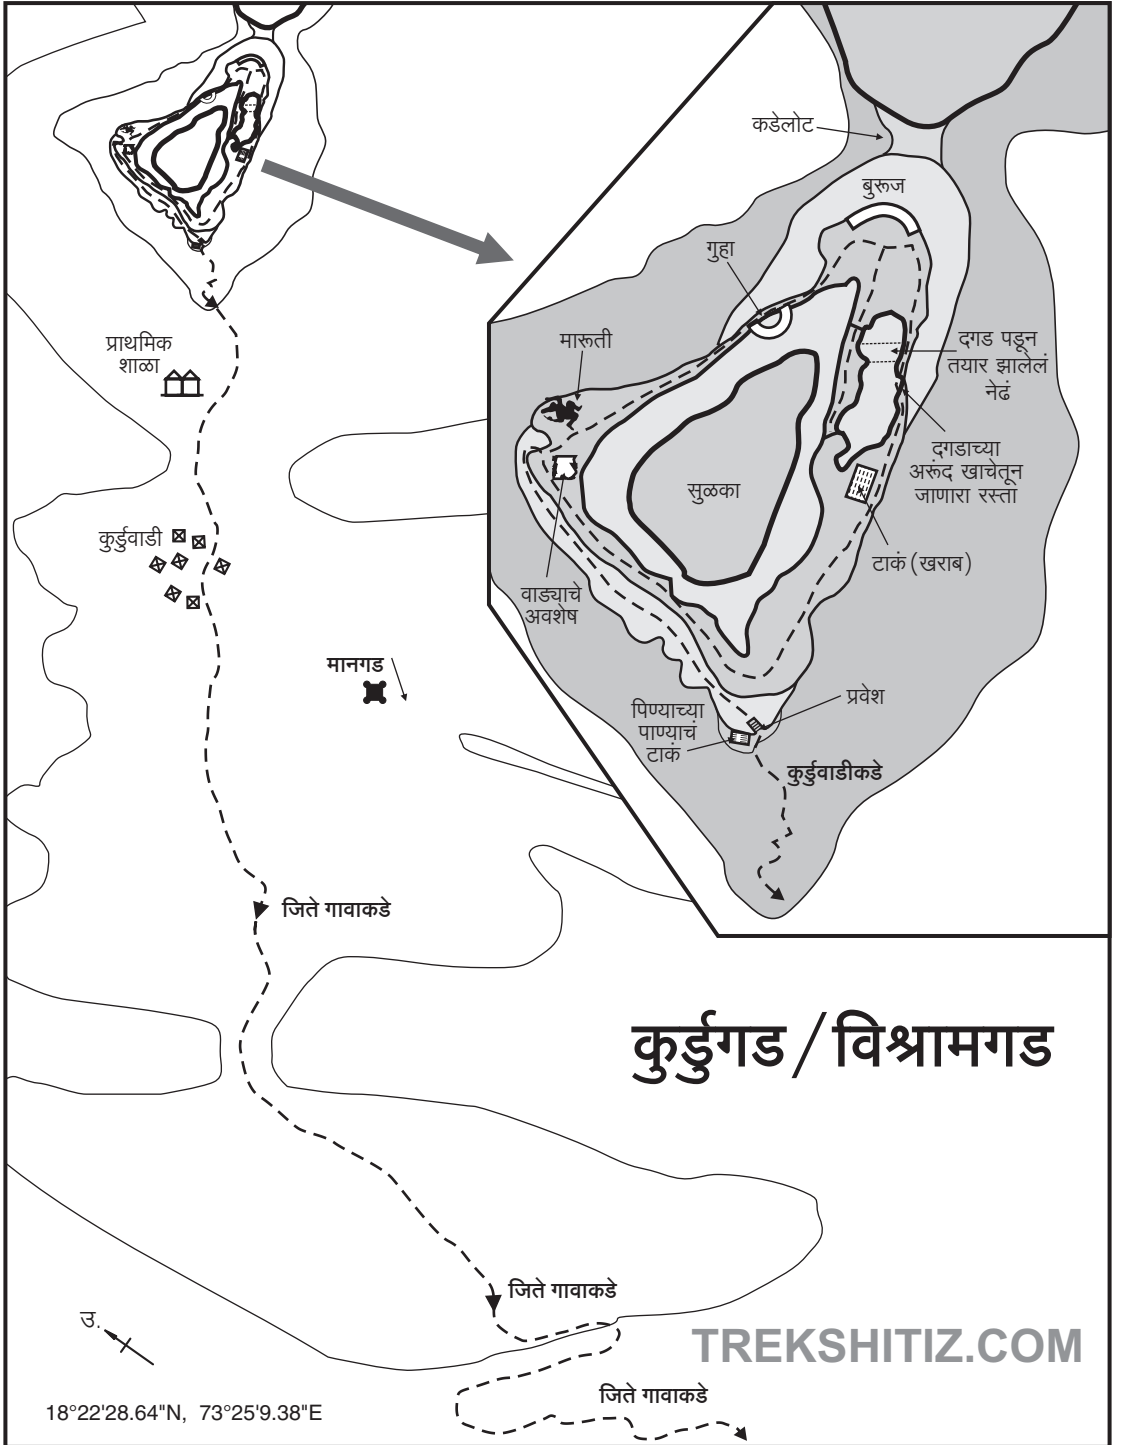 कडेलोट
बुरूज
गुहा
मारूती
दगड पडून
तयार झालेलं
नेढं
दगडाच्या
अरूंद खाचेतून
जाणारा रस्ता
सुळका
टाकं (खराब)
वाड्याचे
अवशेष
प्रवेश
पिण्याच्या
पाण्याचं
टाकं
कुर्डुवाडीकडे
प्राथमिक
शाळा
कुर्डुवाडी
मानगड
जिते गावाकडे
कुर्डुगड / विश्रामगड
जिते गावाकडे
उ.
TREKSHITIZ.COM
जिते गावाकडे
18°22'28.64"N, 73°25'9.38"E